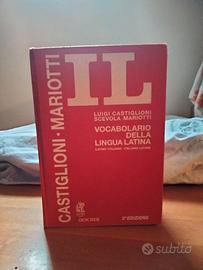 CASTIGLIONI · MARIOTTI
IL
LUIGI CASTIGLIONI
SCEVOLA MARIOTTI
VOCABOLARIO
DELLA
LINGUA LATINA
LATINO-ITALIANO · ITALIANO-LATINO
LOESCHER
3ª EDIZIONE
subito